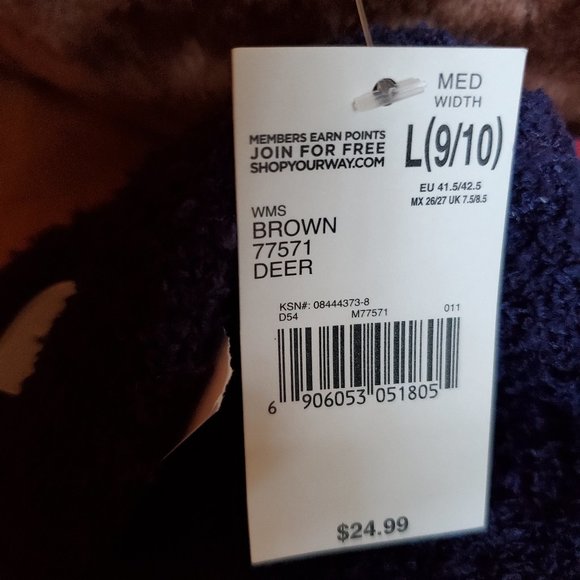 MED
WIDTH
MEMBERS EARN POINTS
JOIN FOR FREE
SHOPYOURWAY.COM
L(9/10)
EU 41.5/42.5
MX 26/27 UK 7.5/8.5
WMS
BROWN
77571
DEER
KSN#: 08444373-8
D54 M77571 011
6 906053 051805
$24.99